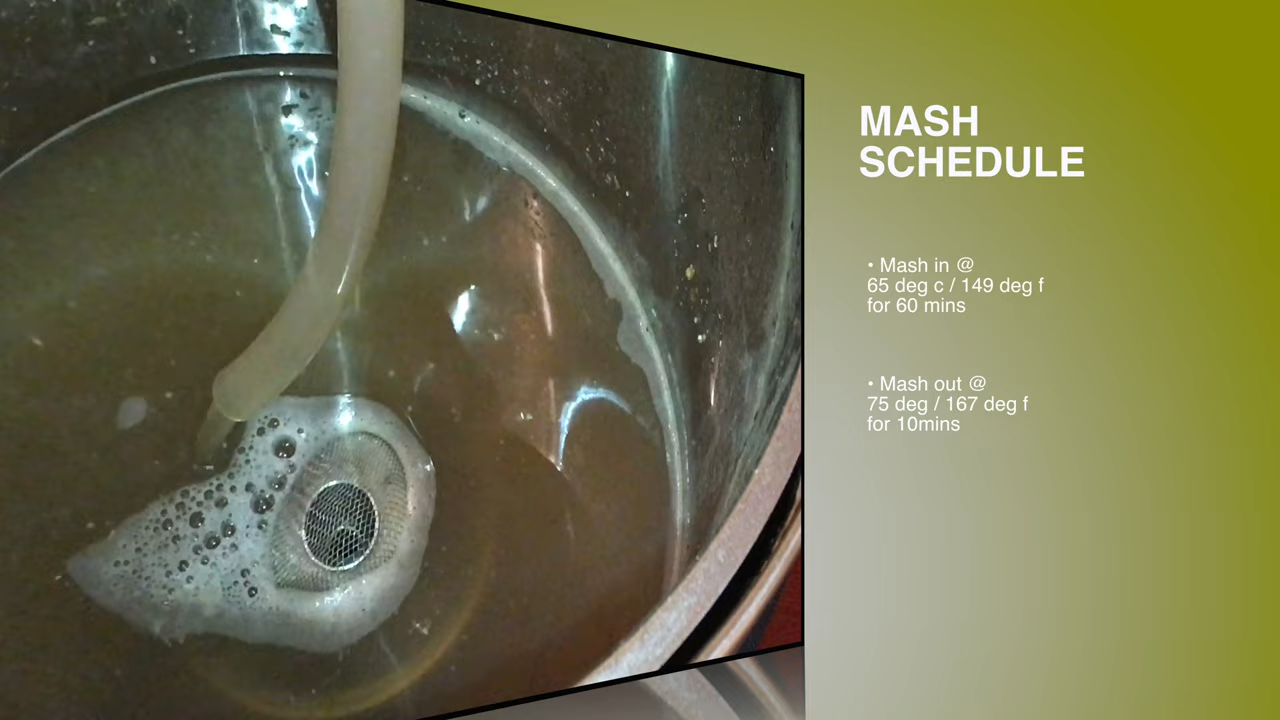 MASH
SCHEDULE
• Mash in @
65 deg c / 149 deg f
for 60 mins
• Mash out @
75 deg / 167 deg f
for 10mins